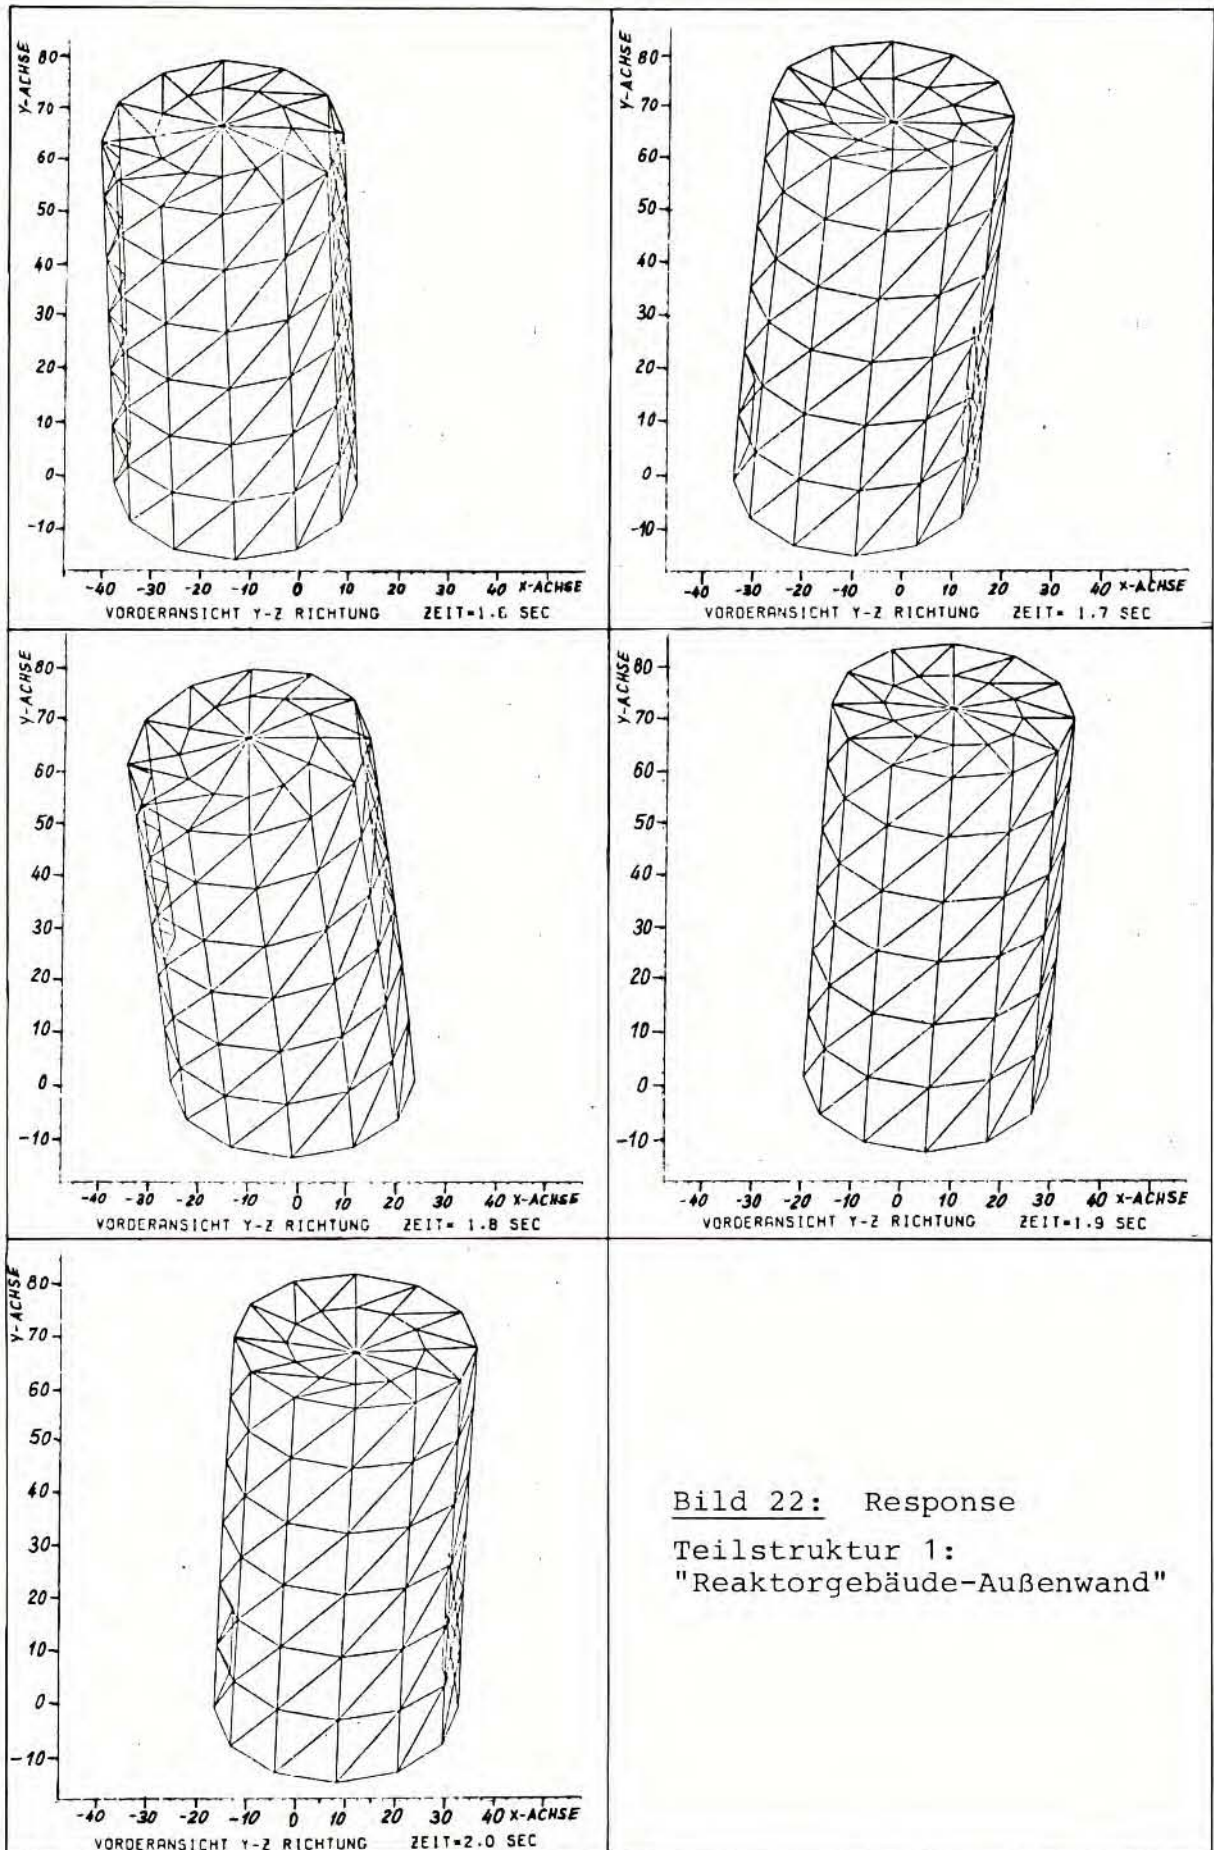 Y-ACHSE
80
70
60
50
40
30
20
10
0
-10
-40 -30 -20 -10 0 10 20 30 40 X-ACHSE
VORDERANSICHT Y-Z RICHTUNG ZEIT=1.6 SEC
Y-ACHSE
80
70
60
50
40
30
20
10
0
-10
-40 -30 -20 -10 0 10 20 30 40 X-ACHSE
VORDERANSICHT Y-Z RICHTUNG ZEIT= 1.7 SEC
Y-ACHSE
80
70
60
50
40
30
20
10
0
-10
-40 -30 -20 -10 0 10 20 30 40 X-ACHSE
VORDERANSICHT Y-Z RICHTUNG ZEIT= 1.8 SEC
Y-ACHSE
80
70
60
50
40
30
20
10
0
-10
-40 -30 -20 -10 0 10 20 30 40 X-ACHSE
VORDERANSICHT Y-Z RICHTUNG ZEIT=1.9 SEC
Y-ACHSE
80
70
60
50
40
30
20
10
0
-10
-40 -30 -20 -10 0 10 20 30 40 X-ACHSE
VORDERANSICHT Y-Z RICHTUNG ZEIT=2.0 SEC
Bild 22: Response
Teilstruktur 1:
"Reaktorgebäude-Außenwand"